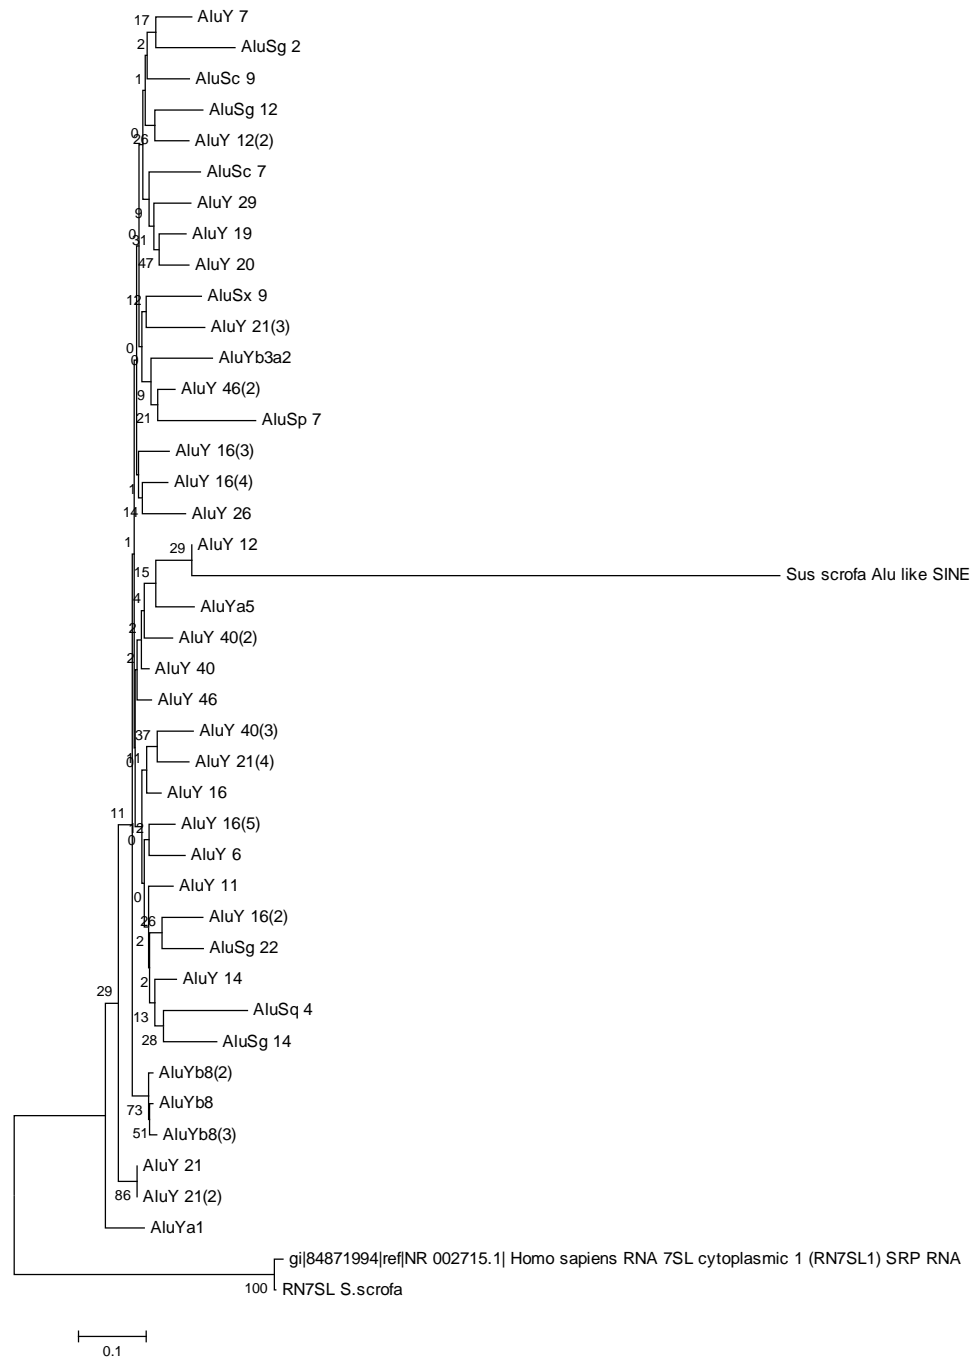 17
AluY 7
2
AluSg 2
1
AluSc 9
AluSg 12
0
26
AluY 12(2)
AluSc 7
AluY 29
9
0
31
AluY 19
47
AluY 20
12
AluSx 9
AluY 21(3)
0
0
AluYb3a2
9
AluY 46(2)
21
AluSp 7
AluY 16(3)
1
AluY 16(4)
14
AluY 26
1
29
AluY 12
15
Sus scrofa Alu like SINE
4
AluYa5
2
AluY 40(2)
2
AluY 40
AluY 46
37
AluY 40(3)
0
11
AluY 21(4)
AluY 16
11
12
AluY 16(5)
0
AluY 6
0
AluY 11
26
AluY 16(2)
2
AluSg 22
2
AluY 14
29
13
AluSq 4
28
AluSg 14
AluYb8(2)
73
AluYb8
51
AluYb8(3)
AluY 21
86
AluY 21(2)
AluYa1
gi|84871994|ref|NR 002715.1| Homo sapiens RNA 7SL cytoplasmic 1 (RN7SL1) SRP RNA
100
RN7SL S.scrofa
0.1